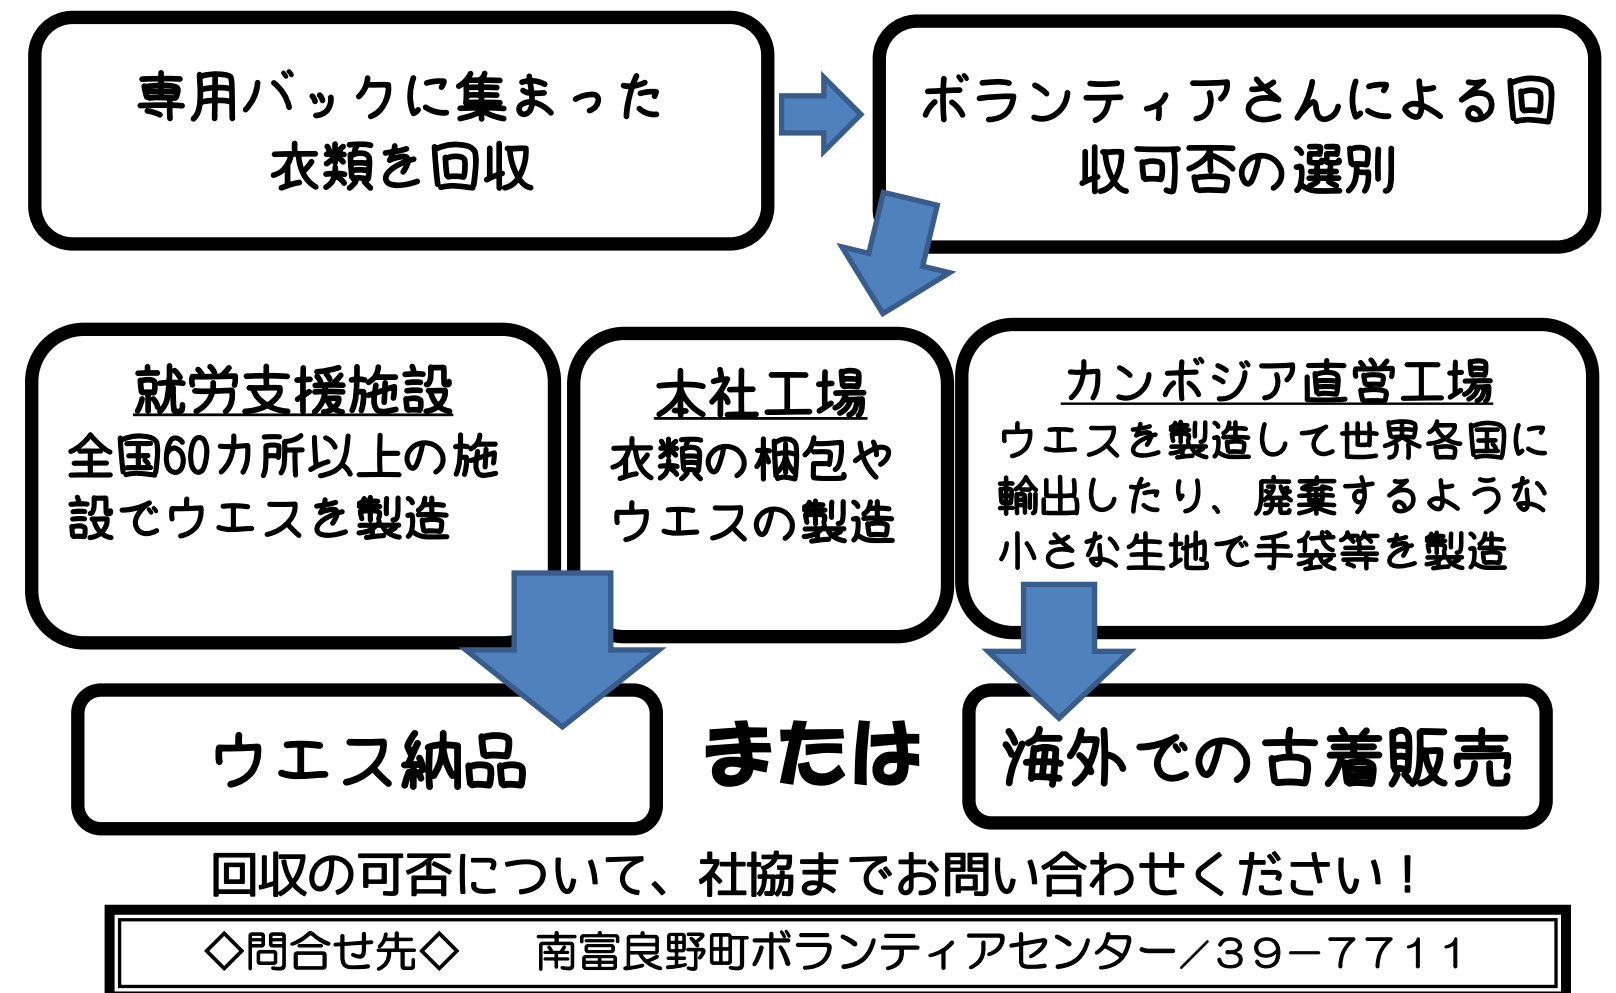 専用バックに集まった
衣類を回収
ボランティアさんによる回
収可否の選別
就労支援施設
全国60カ所以上の施
設でウエスを製造
本社工場
衣類の梱包や
ウエスの製造
カンボジア直営工場
ウエスを製造して世界各国に
輸出したり、廃棄するような
小さな生地で手袋等を製造
ウエス納品
または
海外での古着販売
回収の可否について、社協までお問い合わせください！
◇問合せ先◇　　南富良野町ボランティアセンター／３９－７７１１